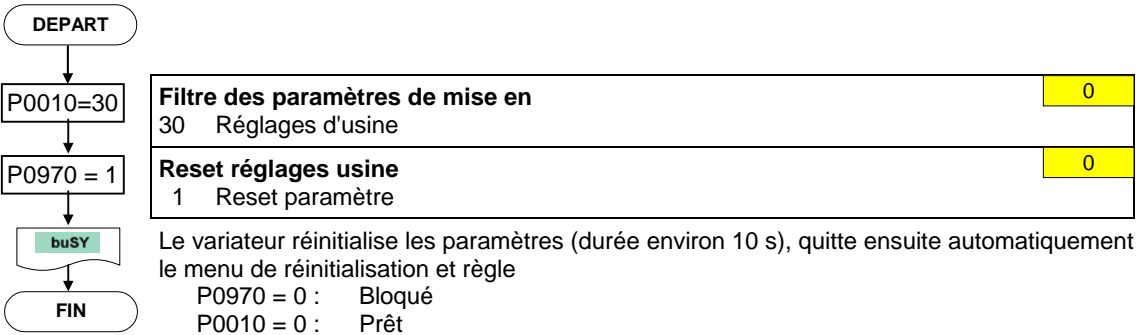 DEPART
P0010=30
Filtre des paramètres de mise en
0
30 Réglages d'usine
P0970 = 1
Reset réglages usine
0
1 Reset paramètre
buSY
Le variateur réinitialise les paramètres (durée environ 10 s), quitte ensuite automatiquement
le menu de réinitialisation et règle
P0970 = 0 : Bloqué
P0010 = 0 : Prêt
FIN